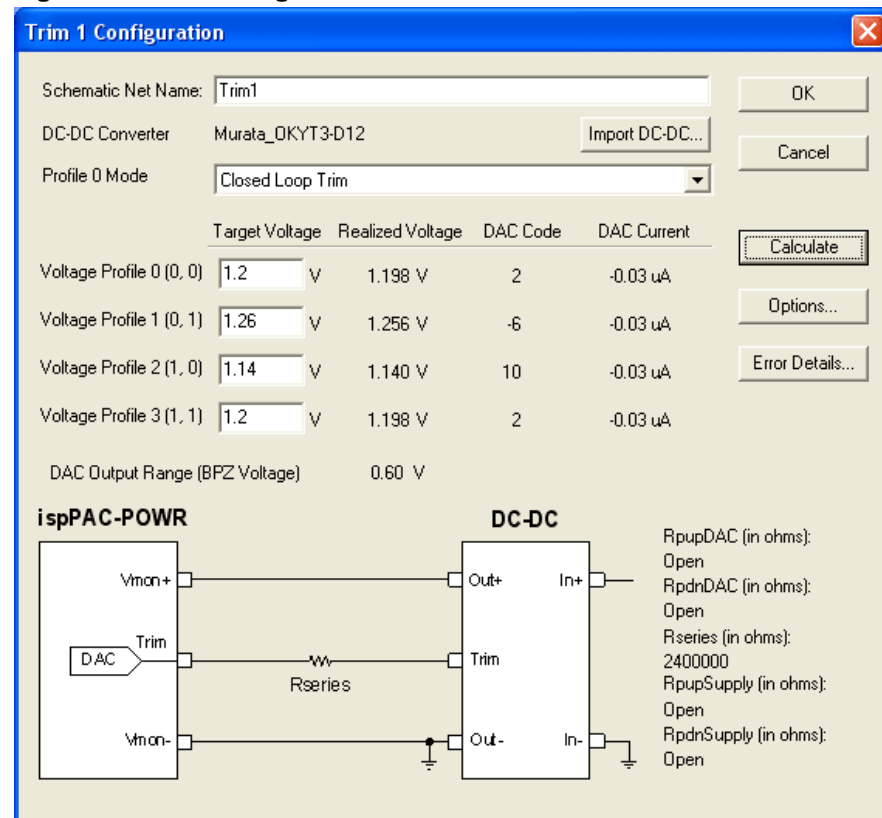 Trim 1 Configuration
Schematic Net Name: Trim1 OK
DC-DC Converter Murata_OKYT3-D12 Import DC-DC... Cancel
Profile 0 Mode Closed Loop Trim
Target Voltage Realized Voltage DAC Code DAC Current Calculate
Voltage Profile 0 (0, 0) 1.2 V 1.198 V 2 -0.03 uA
Voltage Profile 1 (0, 1) 1.26 V 1.256 V -6 -0.03 uA Options...
Voltage Profile 2 (1, 0) 1.14 V 1.140 V 10 -0.03 uA Error Details...
Voltage Profile 3 (1, 1) 1.2 V 1.198 V 2 -0.03 uA
DAC Output Range (BPZ Voltage) 0.60 V
ispPAC-POWR DC-DC
Vmon+ Out+ In+
DAC Trim Rseries Trim
Vmon- Out- In-
RpupDAC (in ohms):
Open
RpdnDAC (in ohms):
Open
Rseries (in ohms):
2400000
RpupSupply (in ohms):
Open
RpdnSupply (in ohms):
Open